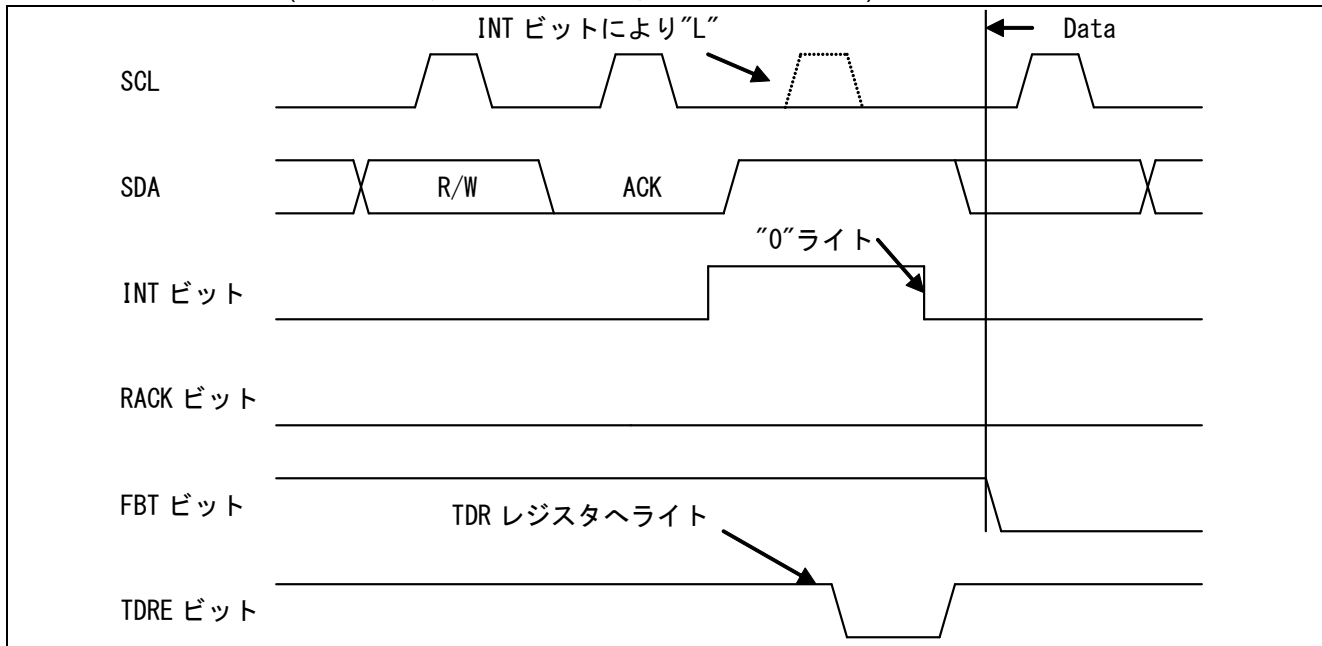 INT ビットにより"L"
Data
SCL
SDA
R/W
ACK
"0"ライト
INT ビット
RACK ビット
FBT ビット
TDR レジスタへライト
TDRE ビット